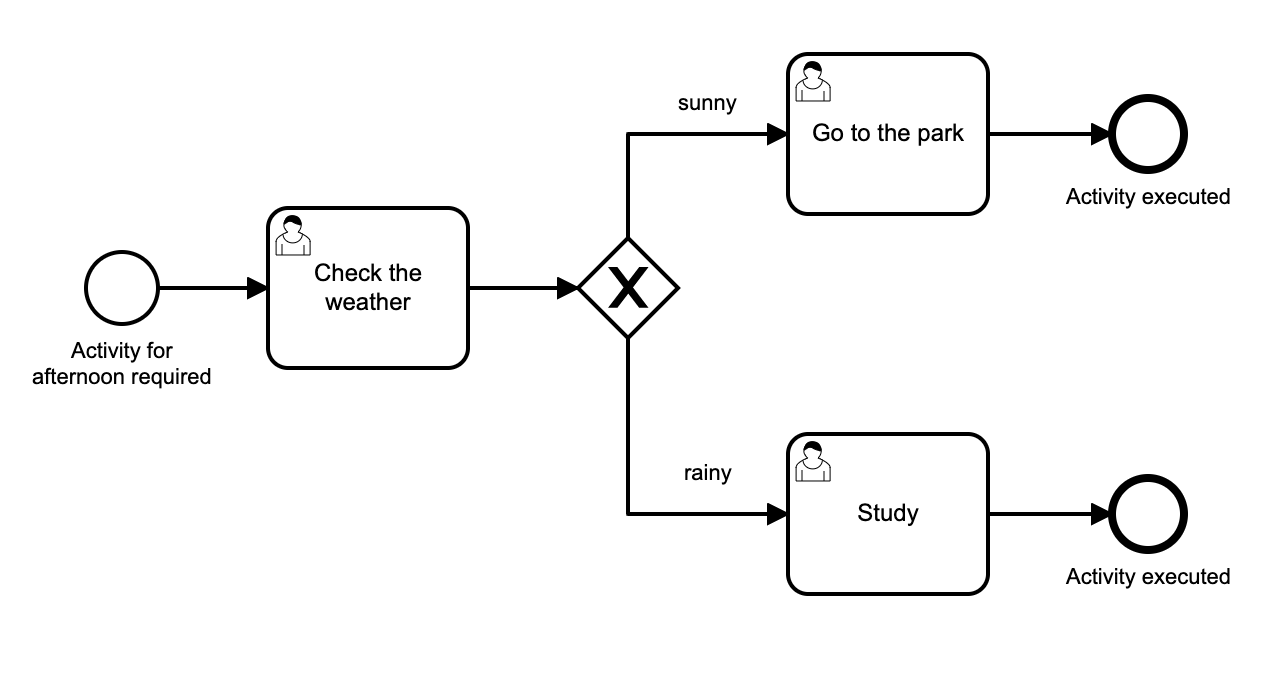 Activity for
afternoon required
Check the
weather
X
sunny
Go to the park
Activity executed
rainy
Study
Activity executed